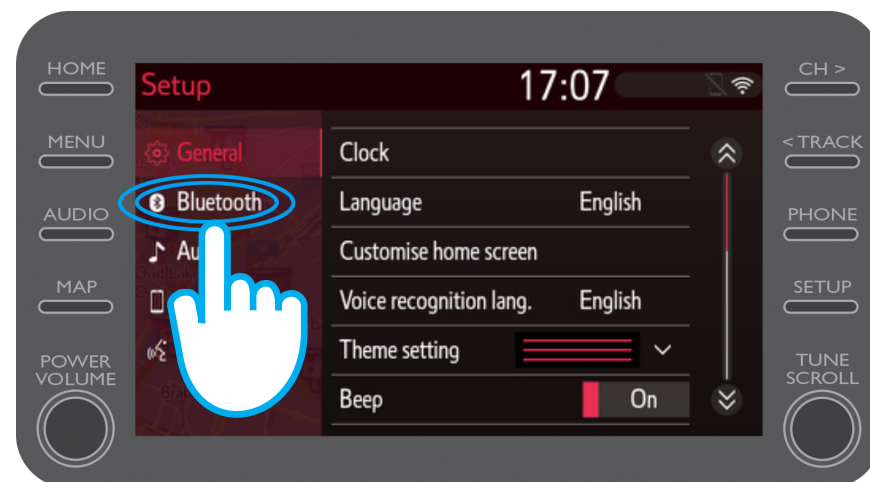 HOME
MENU
AUDIO
MAP
POWER
VOLUME
Setup
17:07
General
Bluetooth
Au
Clock
Language English
Customise home screen
Voice recognition lang. English
Theme setting
Beep On
CH >
< TRACK
PHONE
SETUP
TUNE
SCROLL